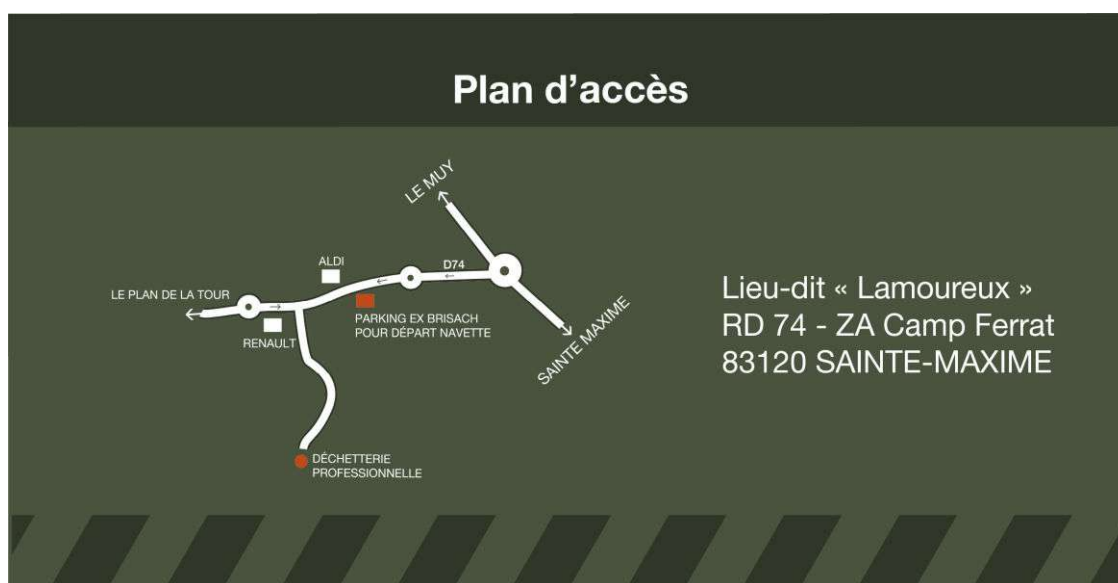 Plan d’accès
LE MUY
ALDI
D74
LE PLAN DE LA TOUR
PARKING EX BRISACH
POUR DÉPART NAVETTE
RENAULT
SAINTE MAXIME
DÉCHETTERIE
PROFESSIONNELLE
Lieu-dit « Lamoureux »
RD 74 - ZA Camp Ferrat
83120 SAINTE-MAXIME